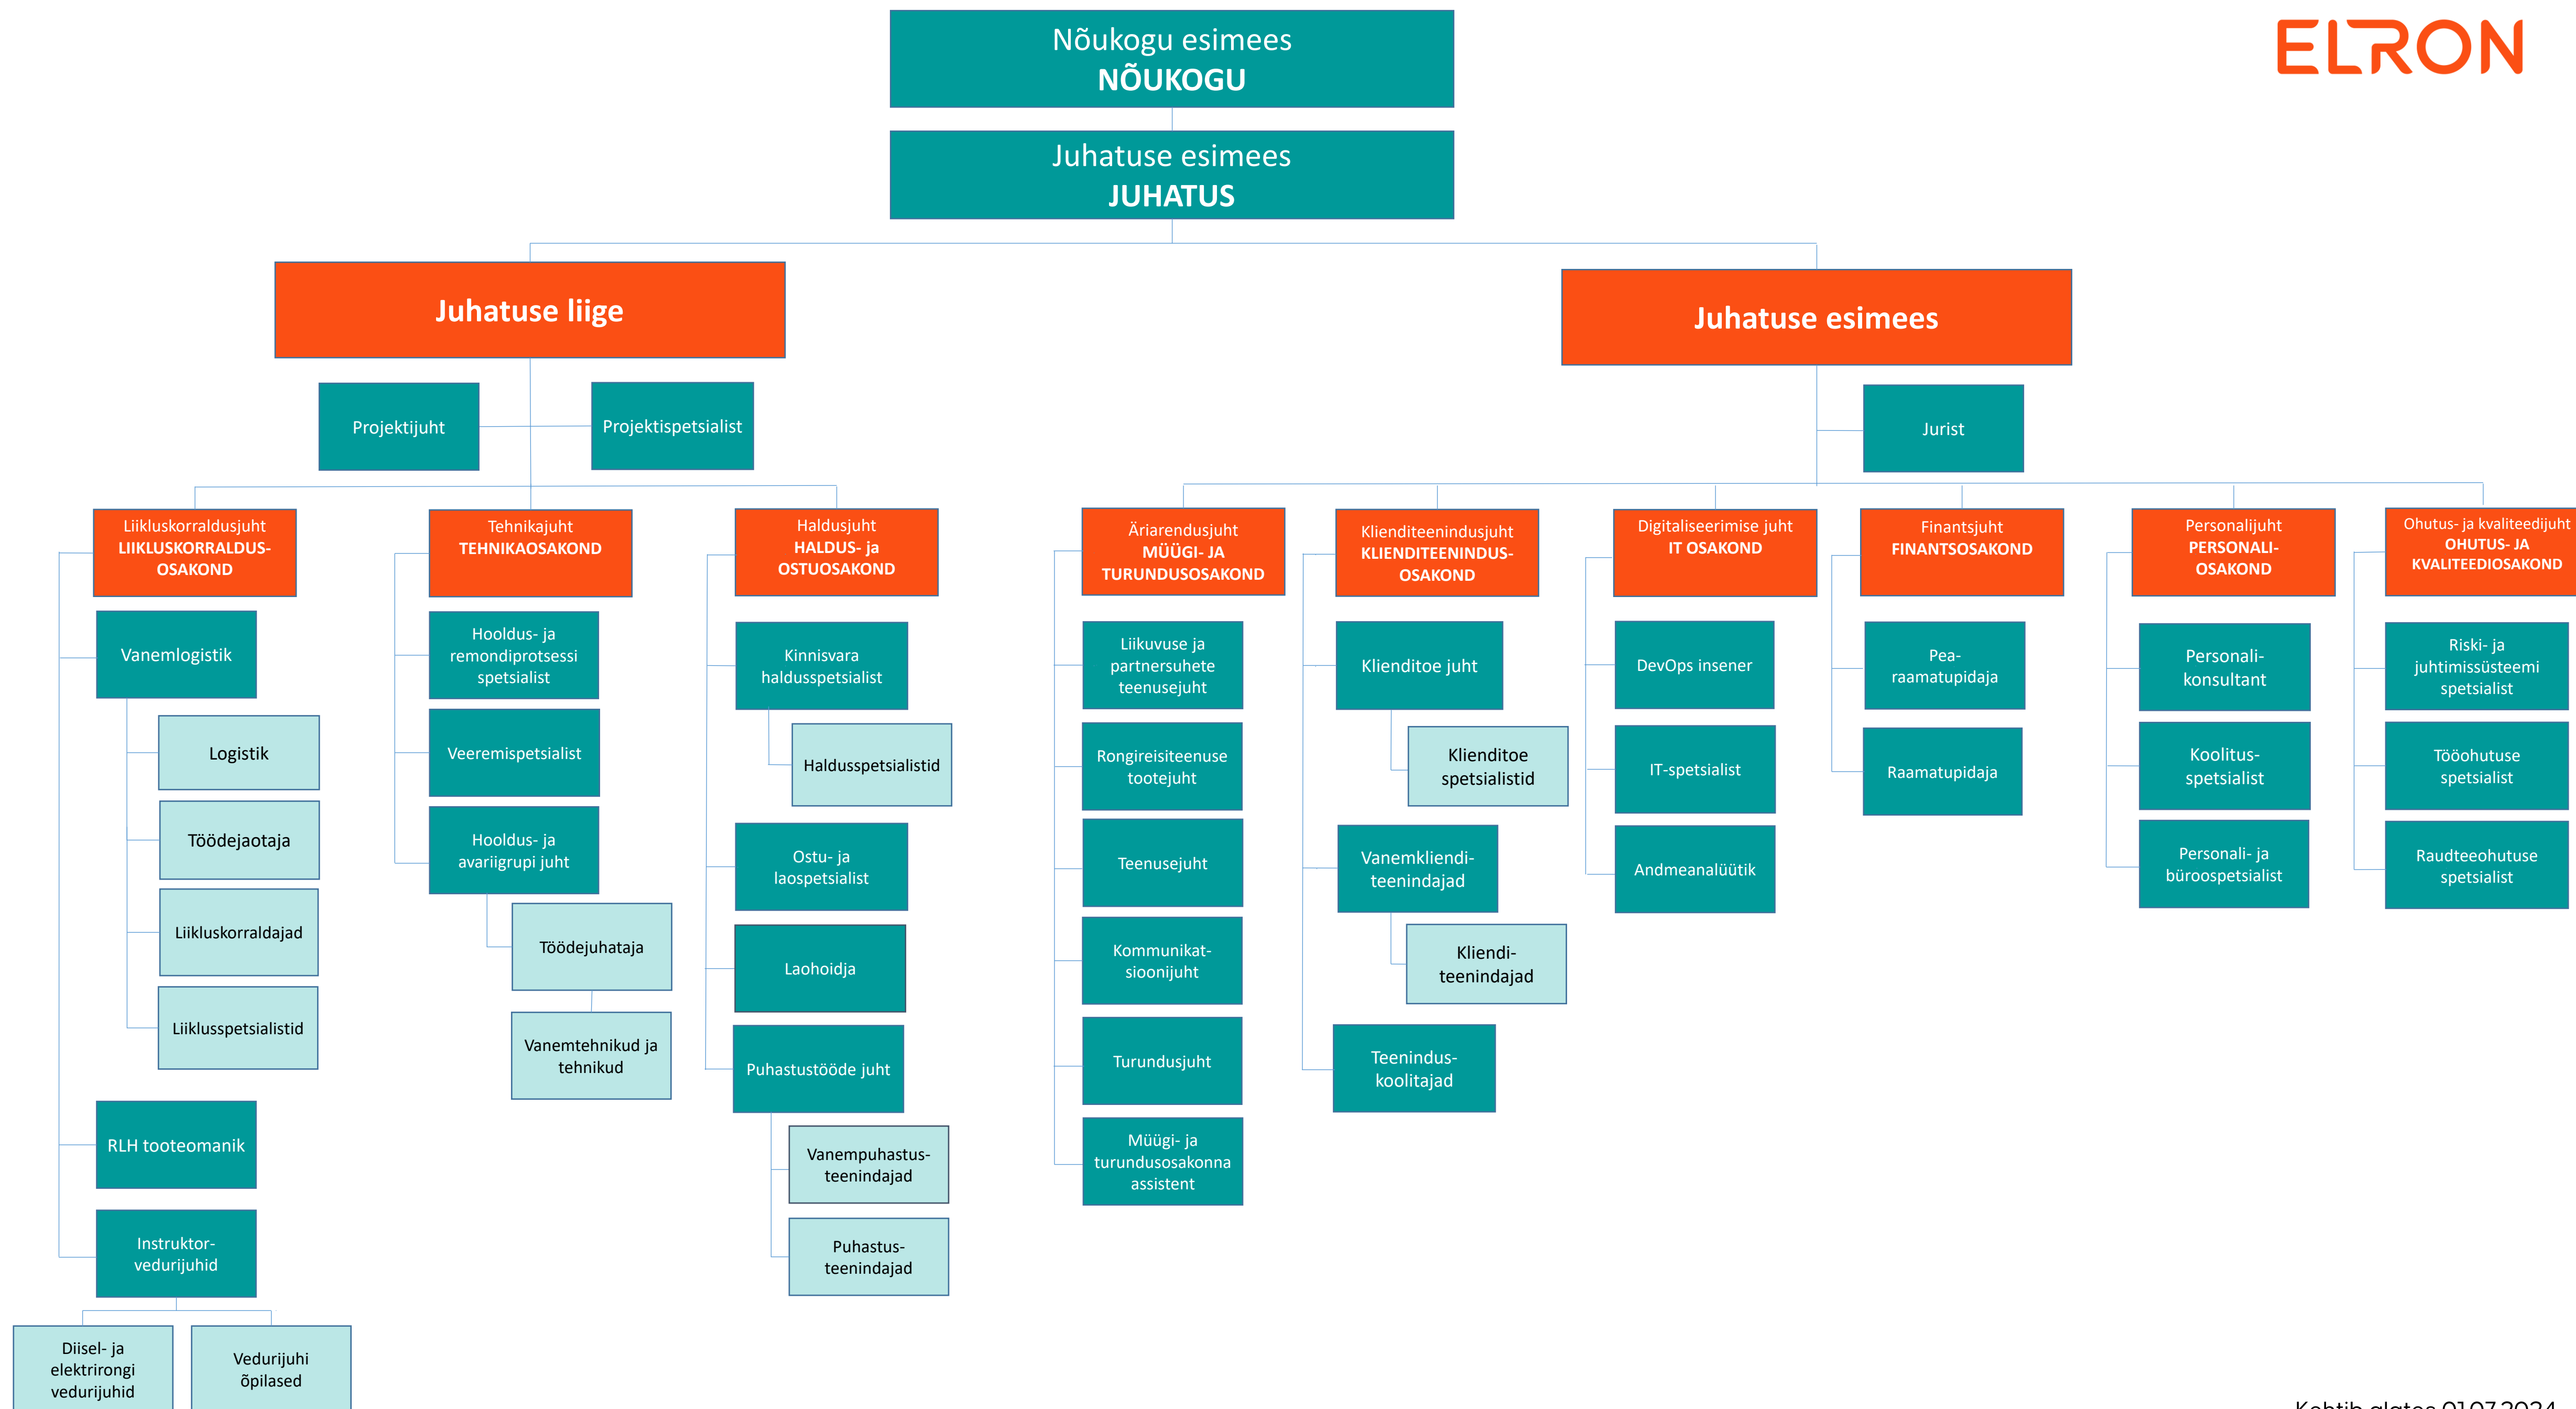 ELRON
Nõukogu esimees
NÕUKOGU
Juhatuse esimees
JUHATUS
Juhatuse liige
Juhatuse esimees
Projektijuht
Projektispetsialist
Jurist
Liikluskorraldusjuht
LIIKLUSKORRALDUS-
OSAKOND
Vanemlogistik
Logistik
Töödejaotaja
Liikluskorraldajad
Liiklusspetsialistid
RLH tooteomanik
Instruktor-
vedurijuhid
Diisel- ja
elektrirongi
vedurijuhid
Vedurijuhi
õpilased
Tehnikajuht
TEHNIKAOSAKOND
Hooldus- ja
remondiprotsessi
spetsialist
Veeremispetsialist
Hooldus- ja
avariigrupi juht
Töödejuhataja
Vanemtehnikud ja
tehnikud
Haldusjuht
HALDUS- ja
OSTUOSAKOND
Kinnisvara
haldusspetsialist
Haldusspetsialistid
Ostu- ja
laospetsialist
Laohoidja
Puhastustööde juht
Vanempuhastus-
teenindajad
Puhastus-
teenindajad
Äriarendusjuht
MÜÜGI- JA
TURUNDUSOSAKOND
Liikuvuse ja
partnersuhete
teenusejuht
Rongireisiteenuse
tootejuht
Teenusejuht
Kommunikat-
sioonijuht
Turundusjuht
Müügi- ja
turundusosakonna
assistent
Klienditeenindusjuht
KLIENDITEENINDUS-
OSAKOND
Klienditoe juht
Klienditoe
spetsialistid
Vanemkliendi-
teenindajad
Kliendi-
teenindajad
Teenindus-
koolitajad
Digitaliseerimise juht
IT OSAKOND
DevOps insener
IT-spetsialist
Andmeanalüütik
Finantsjuht
FINANTSOSAKOND
Pea-
raamatupidaja
Raamatupidaja
Personalijuht
PERSONALI-
OSAKOND
Personali-
konsultant
Koolitus-
spetsialist
Personali- ja
büroospetsialist
Ohutus- ja kvaliteedijuht
OHUTUS- JA
KVALITEEDIOSAKOND
Riski- ja
juhtimissüsteemi
spetsialist
Tööohutuse
spetsialist
Raudteeohutuse
spetsialist
Kehtib alates 01.07.2024